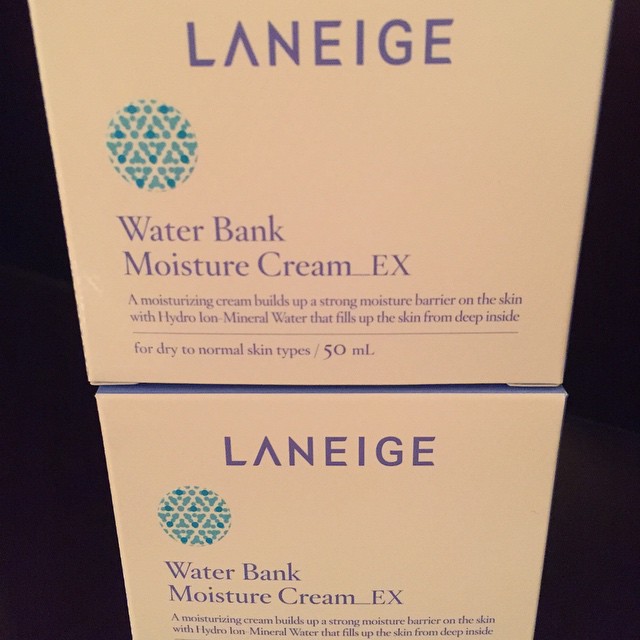 LANEIGE
Water Bank
Moisture Cream_EX
A moisturizing cream builds up a strong moisture barrier on the skin
with Hydro Ion-Mineral Water that fills up the skin from deep inside
for dry to normal skin types / 50 mL
LANEIGE
Water Bank
Moisture Cream_EX
A moisturizing cream builds up a strong moisture barrier on the skin
with Hydro Ion-Mineral Water that fills up the skin from deep inside